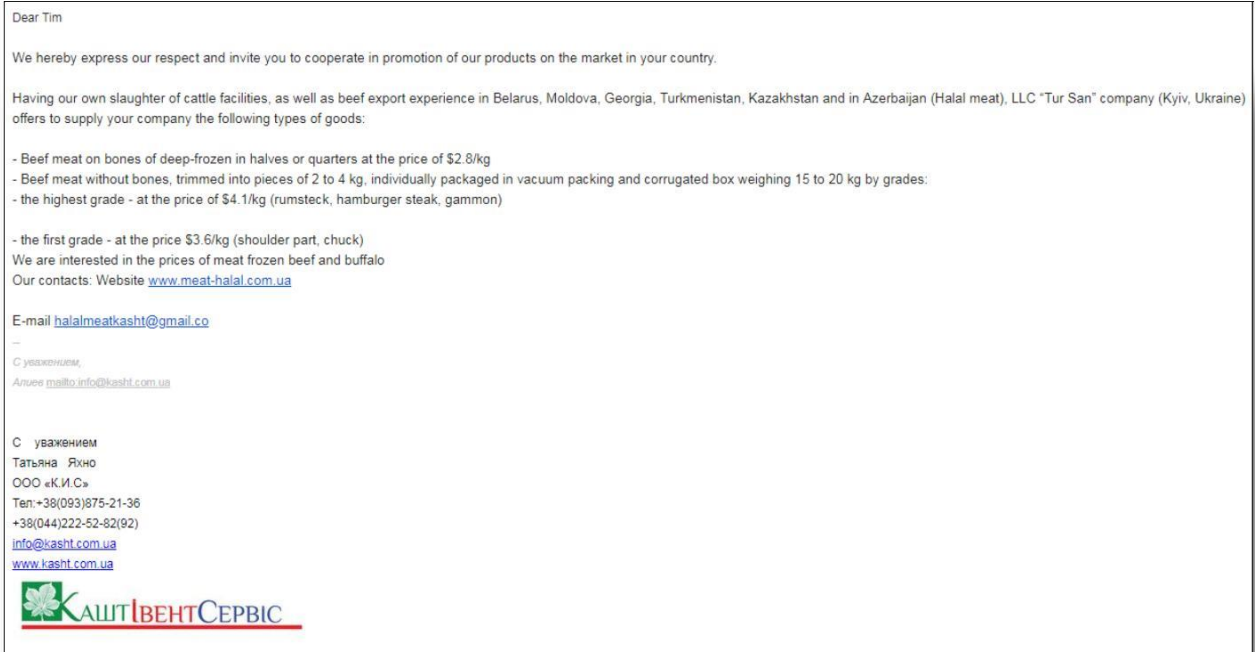 Dear Tim
We hereby express our respect and invite you to cooperate in promotion of our products on the market in your country.
Having our own slaughter of cattle facilities, as well as beef export experience in Belarus, Moldova, Georgia, Turkmenistan, Kazakhstan and in Azerbaijan (Halal meat), LLC “Tur San” company (Kyiv, Ukraine)
offers to supply your company the following types of goods:
- Beef meat on bones of deep-frozen in halves or quarters at the price of $2.8/kg
- Beef meat without bones, trimmed into pieces of 2 to 4 kg, individually packaged in vacuum packing and corrugated box weighing 15 to 20 kg by grades:
- the highest grade - at the price of $4.1/kg (rumsteck, hamburger steak, gammon)
- the first grade - at the price $3.6/kg (shoulder part, chuck)
We are interested in the prices of meat frozen beef and buffalo
Our contacts: Website www.meat-halal.com.ua
E-mail halalmeatkasht@gmail.co
--
С уважением,
Алиев mailto:info@kasht.com.ua
С уважением
Татьяна Яхно
ООО «К.И.С»
Тел:+38(093)875-21-36
+38(044)222-52-82(92)
info@kasht.com.ua
www.kasht.com.ua
КАШТІВЕНТСЕРВІС